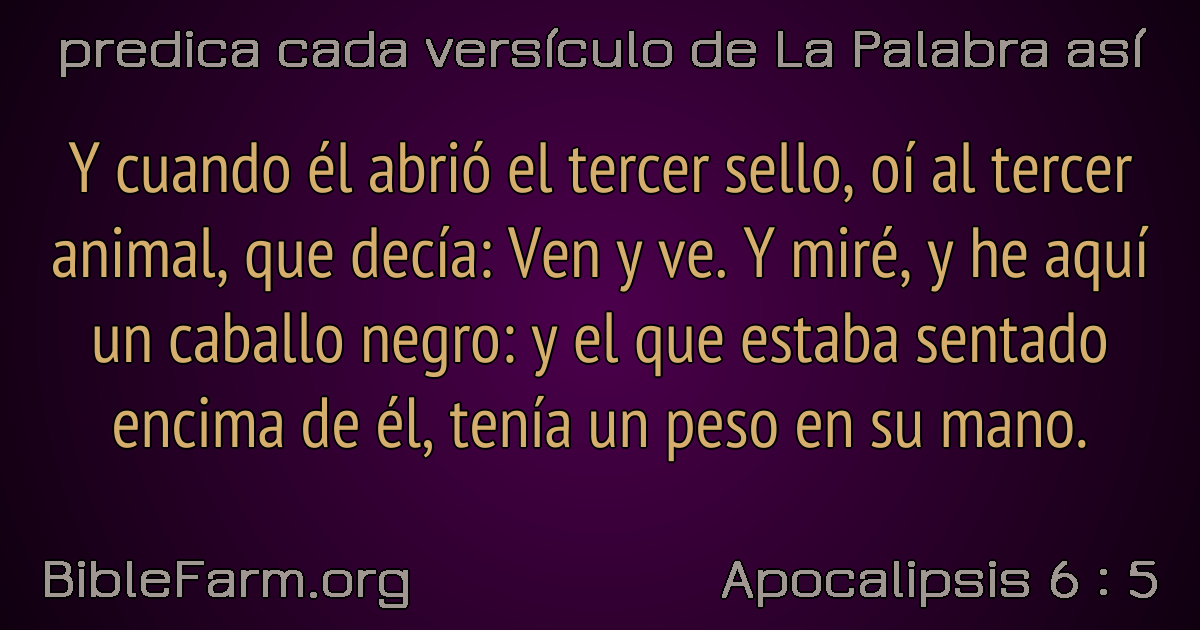 predica cada versículo de La Palabra así
Y cuando él abrió el tercer sello, oí al tercer
animal, que decía: Ven y ve. Y miré, y he aquí
un caballo negro: y el que estaba sentado
encima de él, tenía un peso en su mano.
BibleFarm.org
Apocalipsis 6 : 5